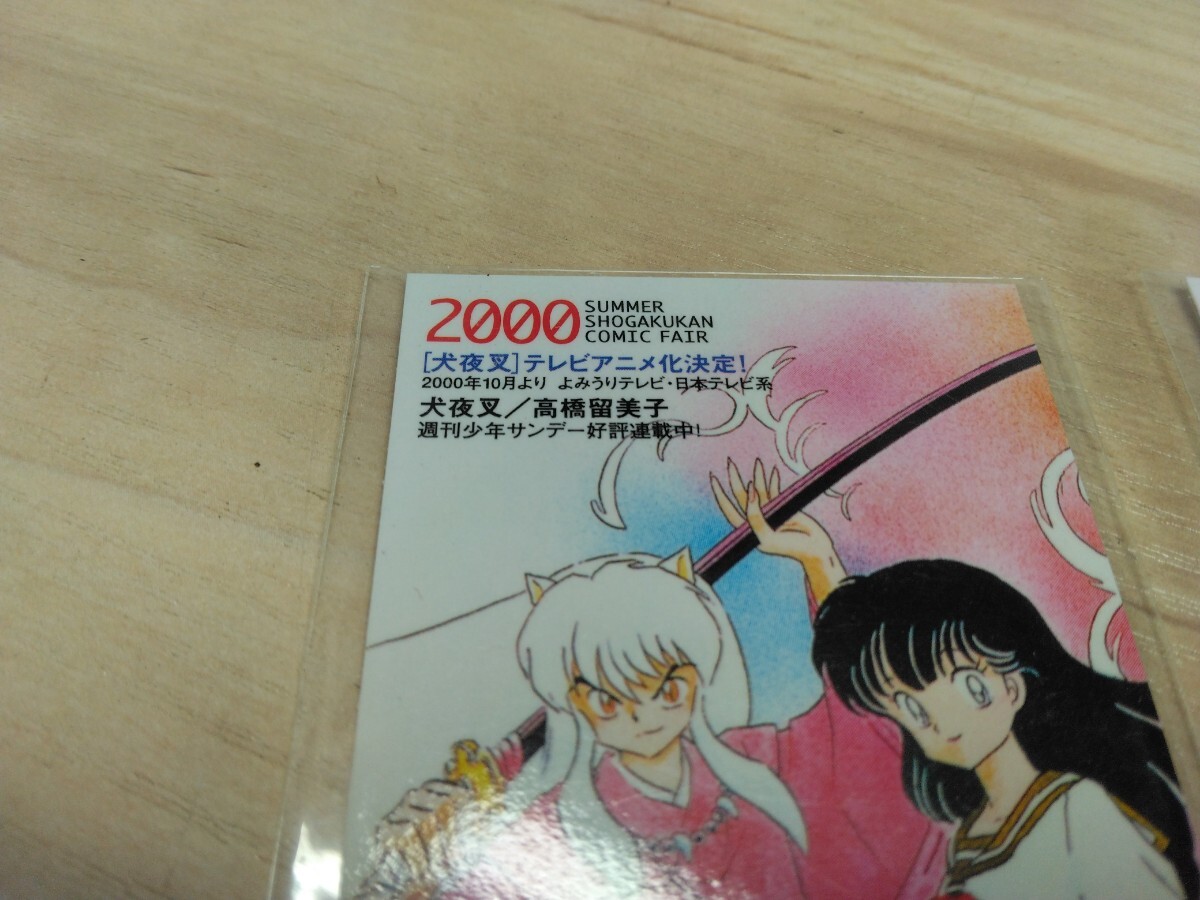 2000 SUMMER
SHOGAKUKAN
COMIC FAIR
[犬夜叉]テレビアニメ化決定!
2000年10月より よみうりテレビ・日本テレビ系
犬夜叉/高橋留美子
週刊少年サンデー好評連載中!